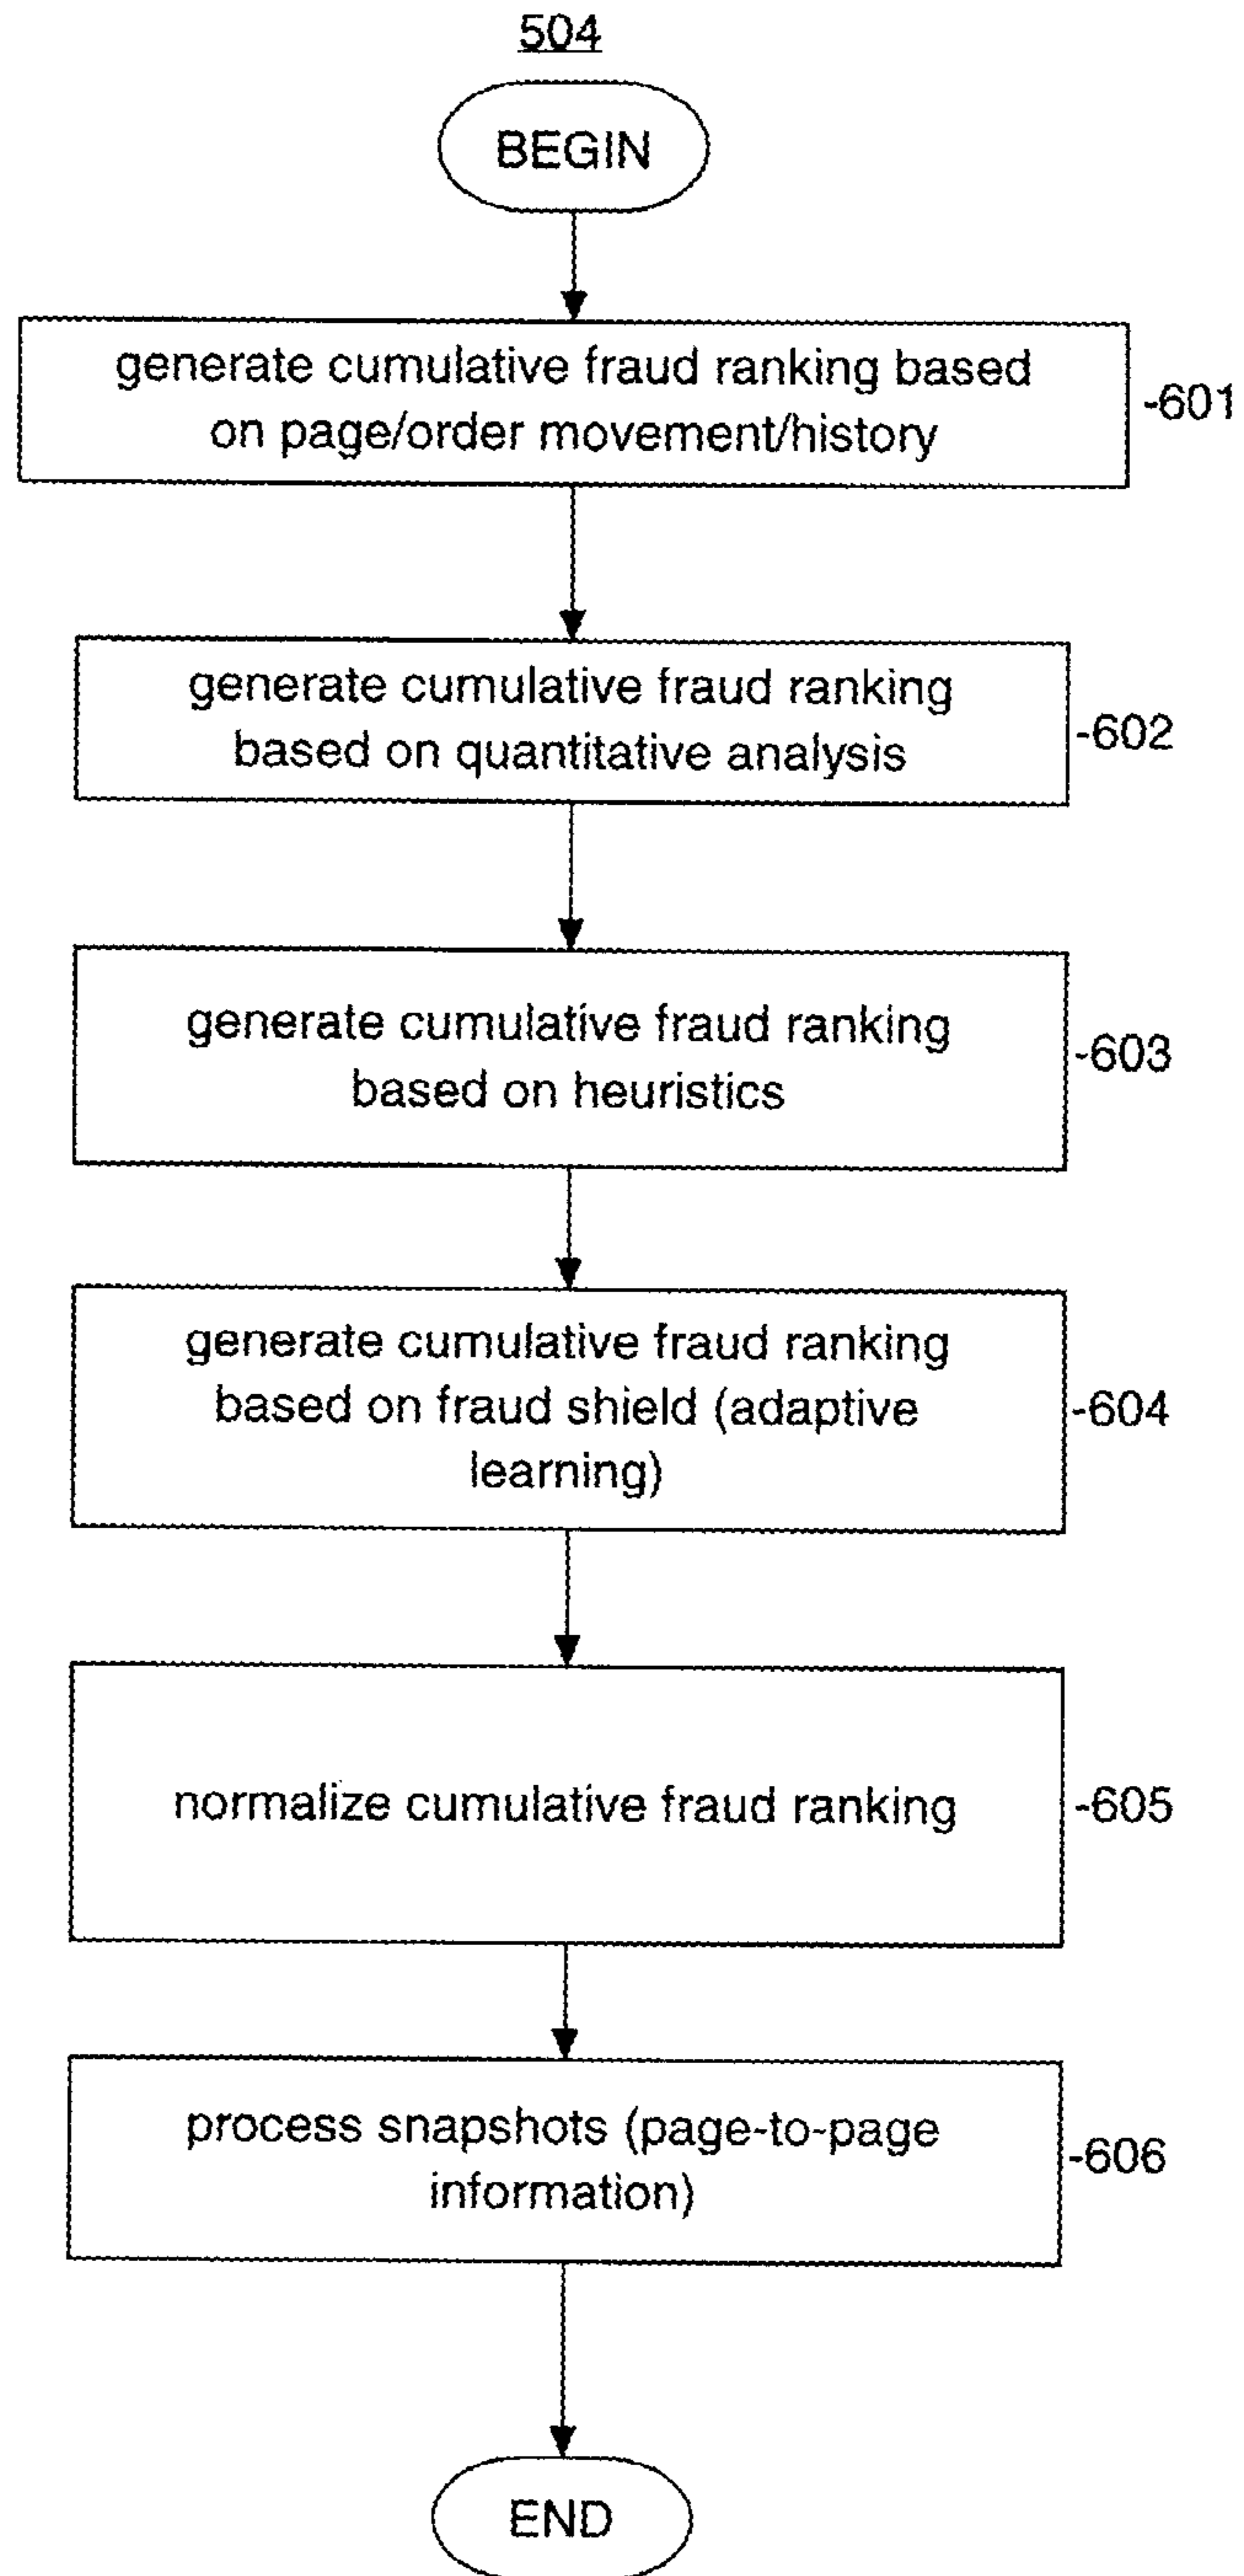 504
BEGIN
generate cumulative fraud ranking based
on page/order movement/history
-601
generate cumulative fraud ranking
based on quantitative analysis
-602
generate cumulative fraud ranking
based on heuristics
-603
generate cumulative fraud ranking
based on fraud shield (adaptive
learning)
-604
normalize cumulative fraud ranking
-605
process snapshots (page-to-page
information)
-606
END